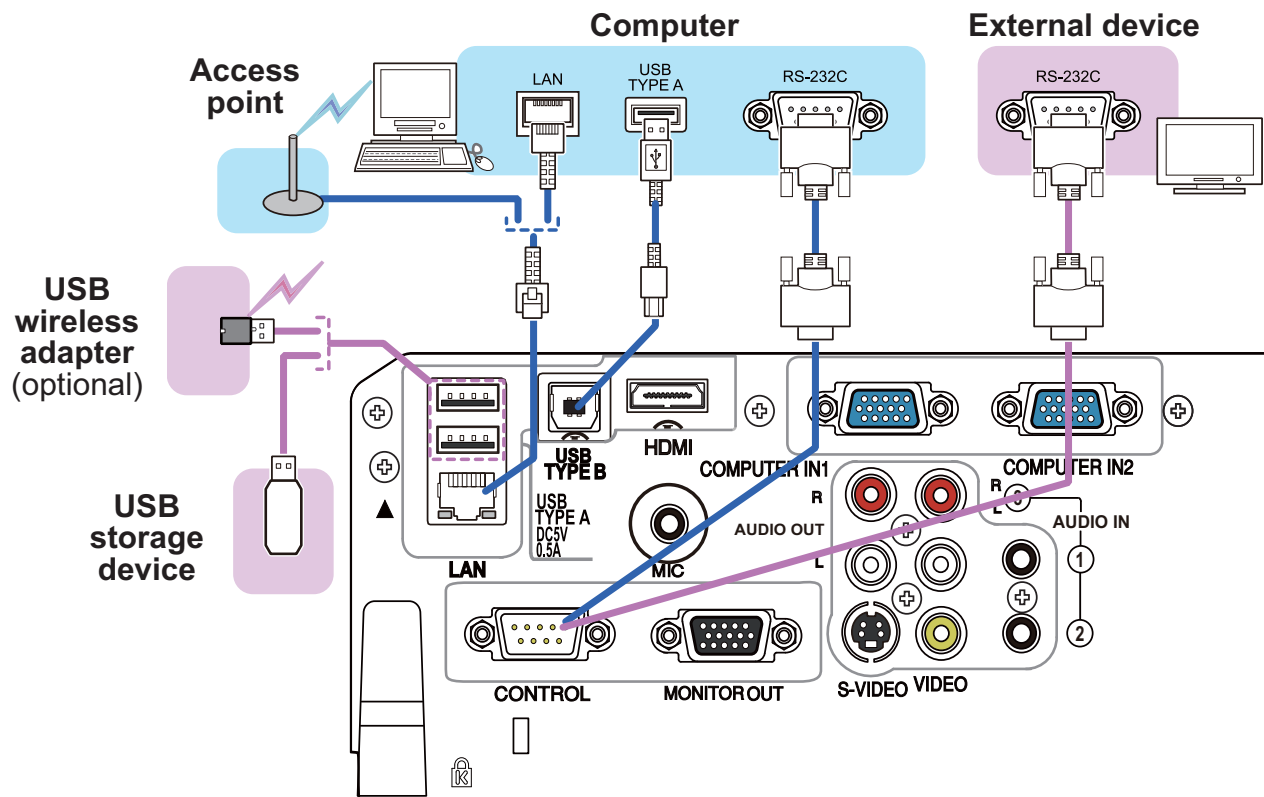 Computer
External device
Access
point
LAN
USB
TYPE A
RS-232C
RS-232C
USB
wireless
adapter
(optional)
USB
storage
device
USB
TYPE B
HDMI
COMPUTER IN1
COMPUTER IN2
USB
TYPE A
DC5V
0.5A
LAN
MIC
AUDIO OUT
R
L
R
L
3
AUDIO IN
1
2
CONTROL
MONITOR OUT
S-VIDEO
VIDEO
K